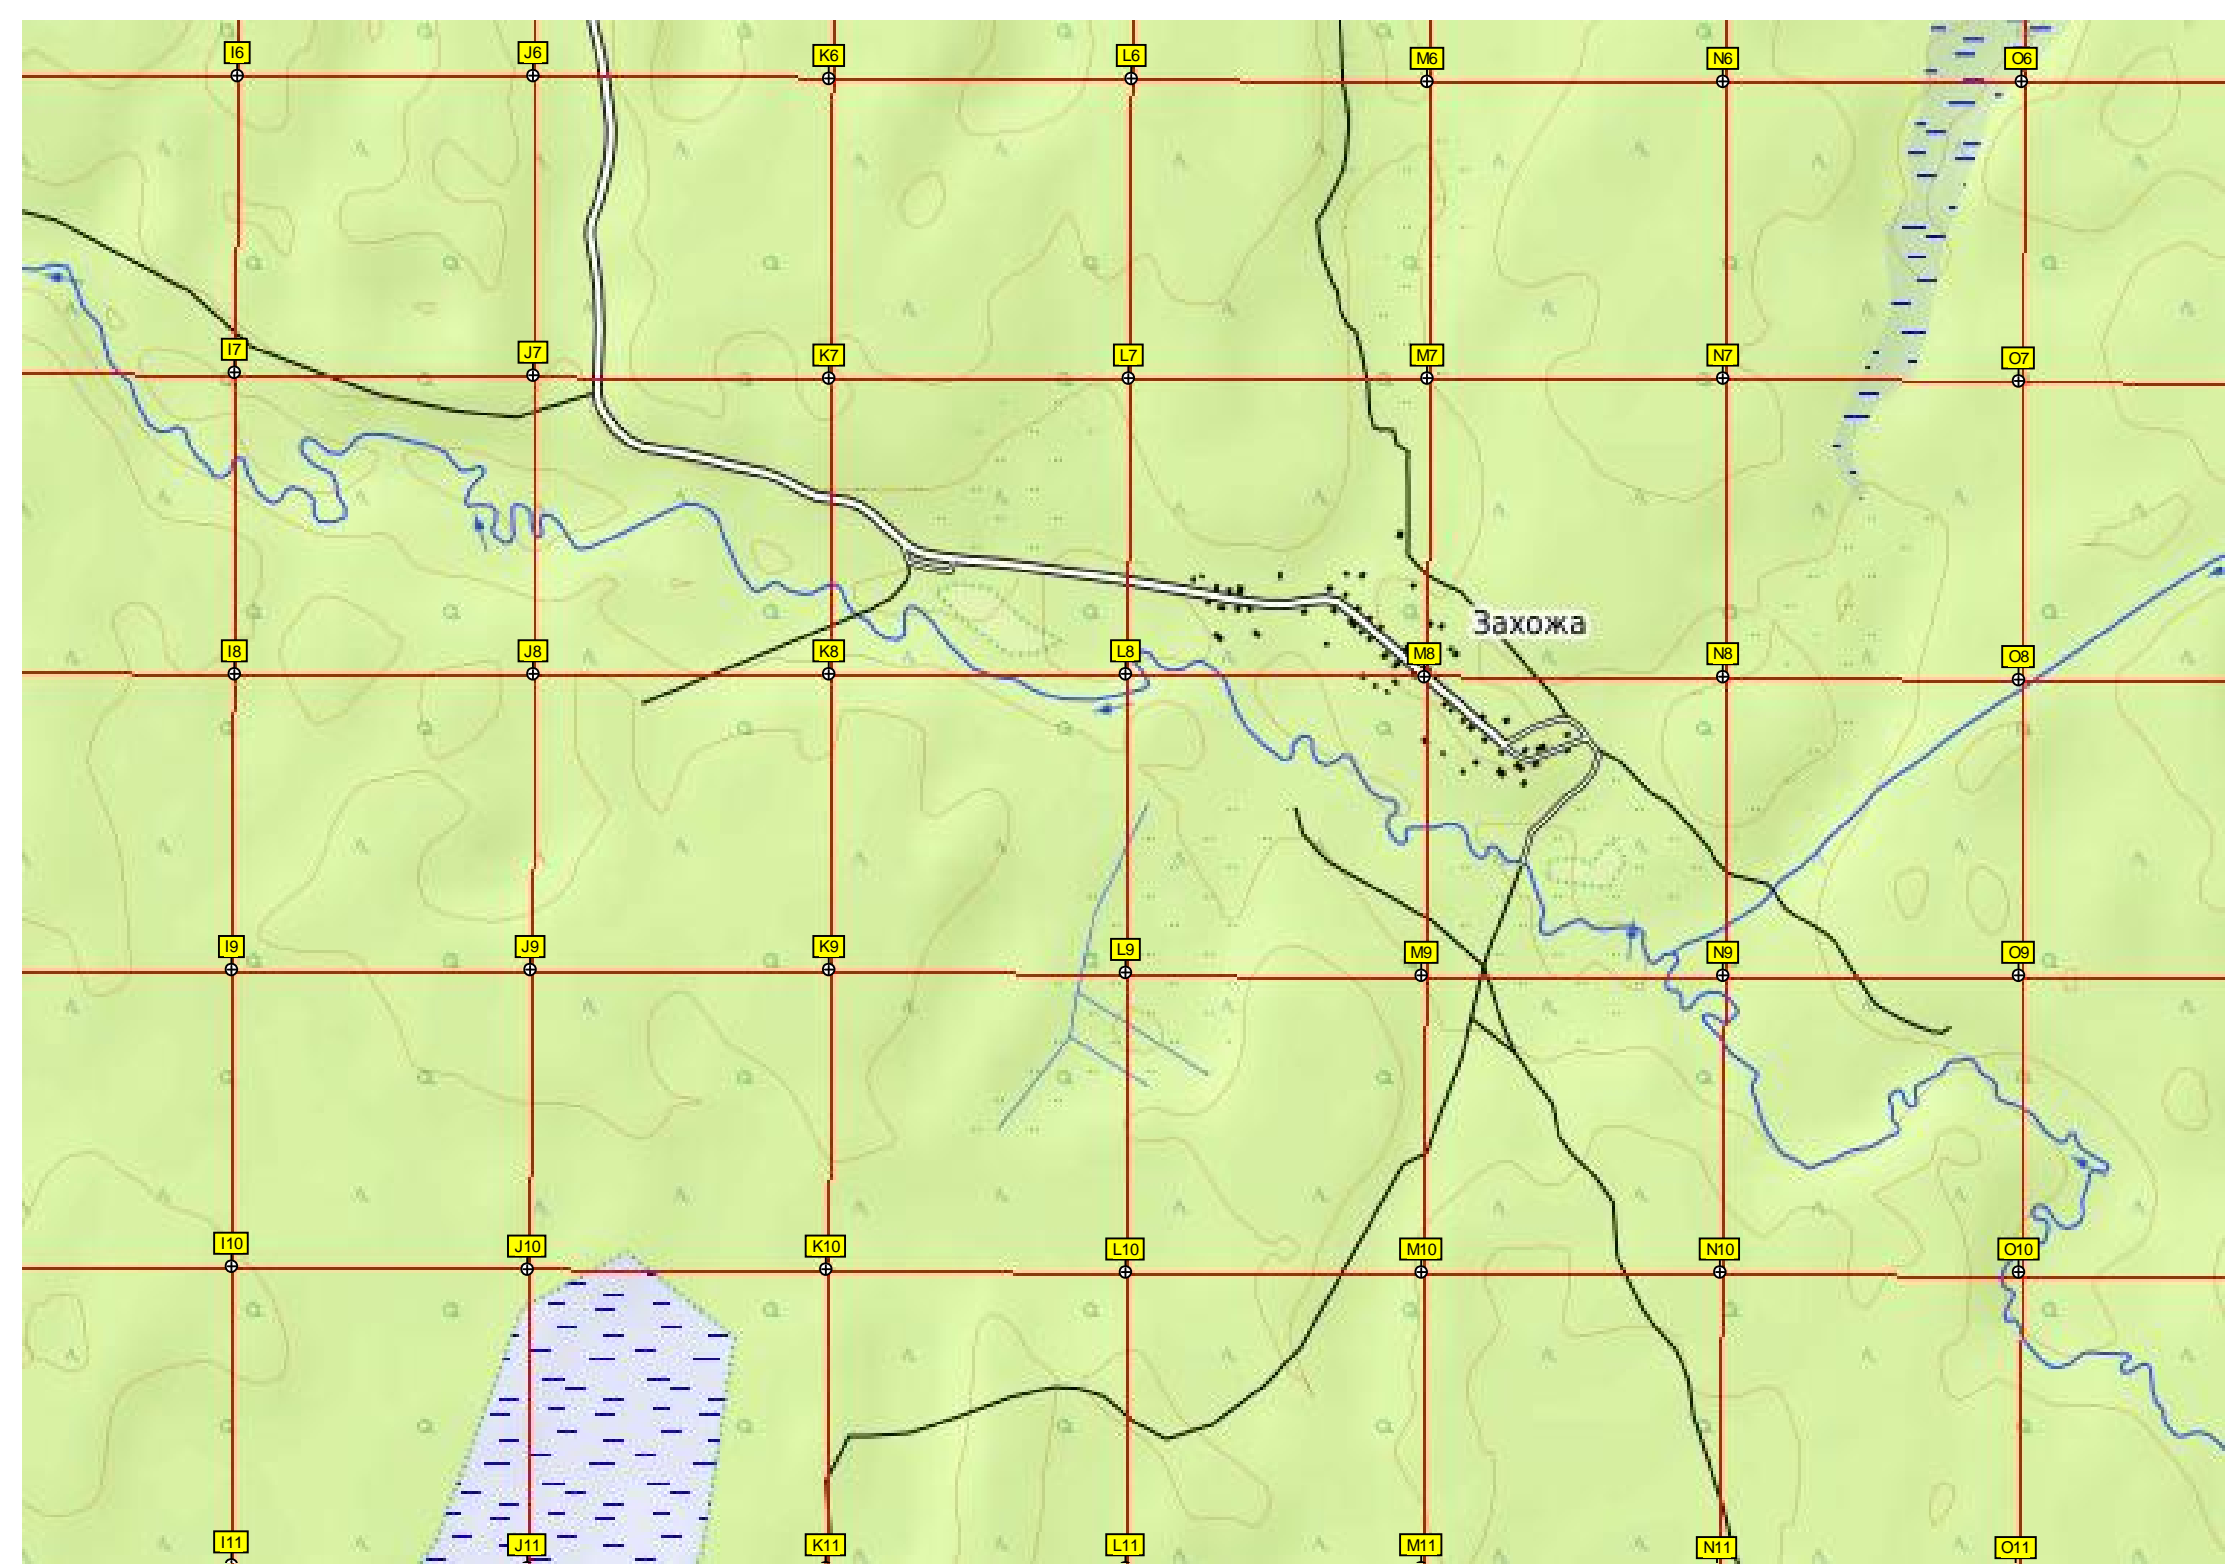 I6 J6 K6 L6 M6 N6 O6
I7 J7 K7 L7 M7 N7 O7
Захожа
I8 J8 K8 L8 M8 N8 O8
I9 J9 K9 L9 M9 N9 O9
I10 J10 K10 L10 M10 N10 O10
I11 J11 K11 L11 M11 N11 O11